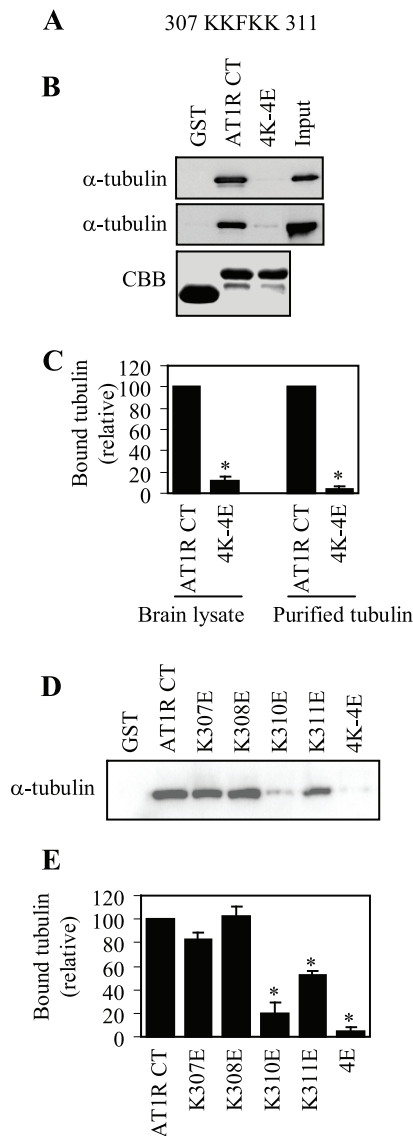 A 307 KKFKK 311
B
GST AT1R CT 4K-4E Input
α-tubulin
α-tubulin
CBB
C
Bound tubulin
(relative)
120
100
80
60
40
20
0
* *
AT1R CT 4K-4E AT1R CT 4K-4E
Brain lysate Purified tubulin
D
GST AT1R CT K307E K308E K310E K311E 4K-4E
α-tubulin
E
Bound tubulin
(relative)
120
100
80
60
40
20
0
* * *
AT1R CT K307E K308E K310E K311E 4E